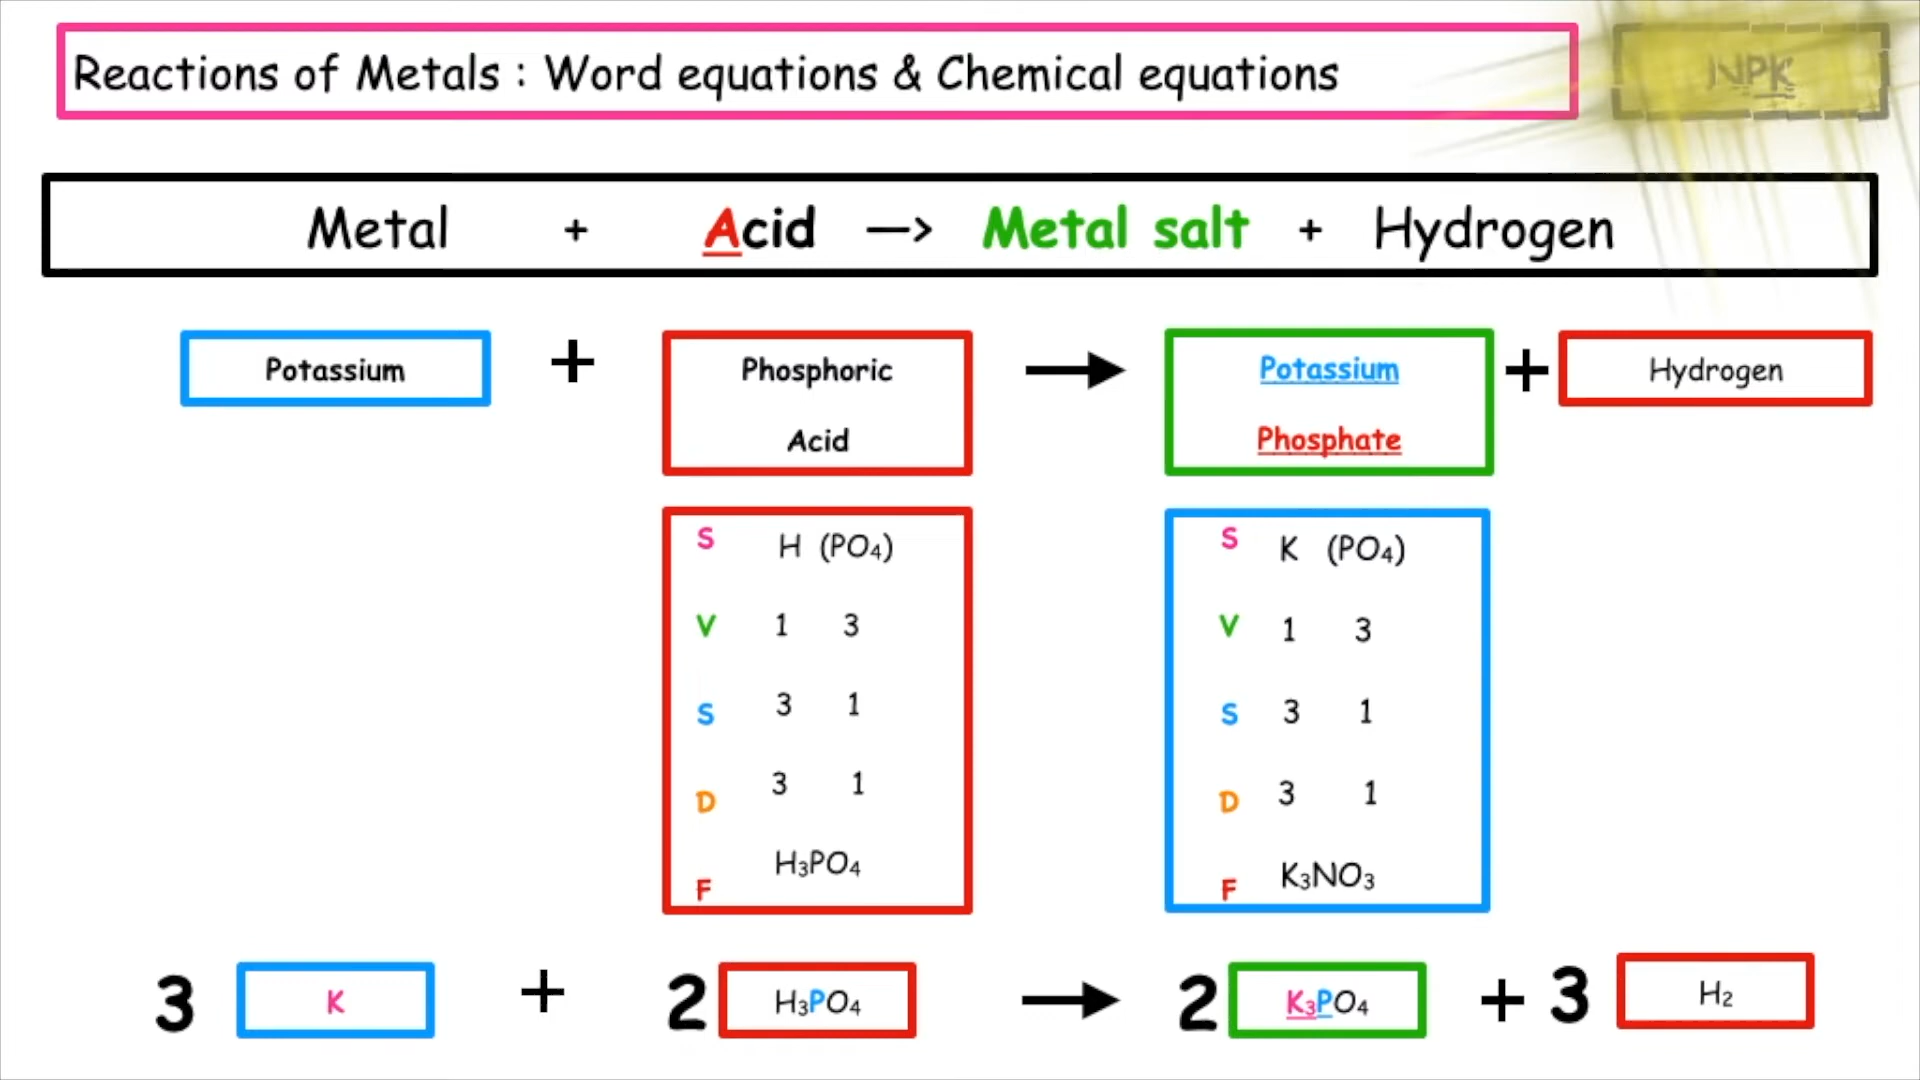 Reactions of Metals : Word equations & Chemical equations
NPK
Metal + Acid —> Metal salt + Hydrogen
Potassium + Phosphoric Acid → Potassium Phosphate + Hydrogen
S H (PO₄)
V 1 3
S 3 1
D 3 1
F H₃PO₄
S K (PO₄)
V 1 3
S 3 1
D 3 1
F K₃NO₃
3 K + 2 H₃PO₄ → 2 K₃PO₄ + 3 H₂